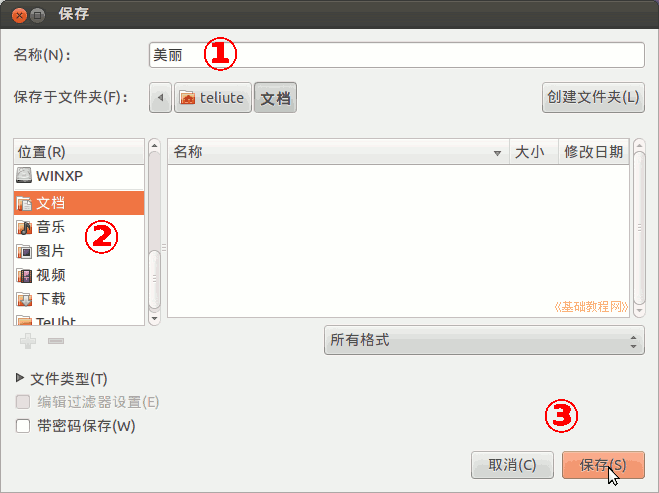 保存
名称(N)：
美丽
①
保存于文件夹(F)：
teliute
文档
创建文件夹(L)
位置(R)
WINXP
文档
②
音乐
图片
视频
下载
TeUbt
名称
大小
修改日期
《基础教程网》
所有格式
文件类型(T)
编辑过滤器设置(E)
带密码保存(W)
③
取消(C)
保存(S)